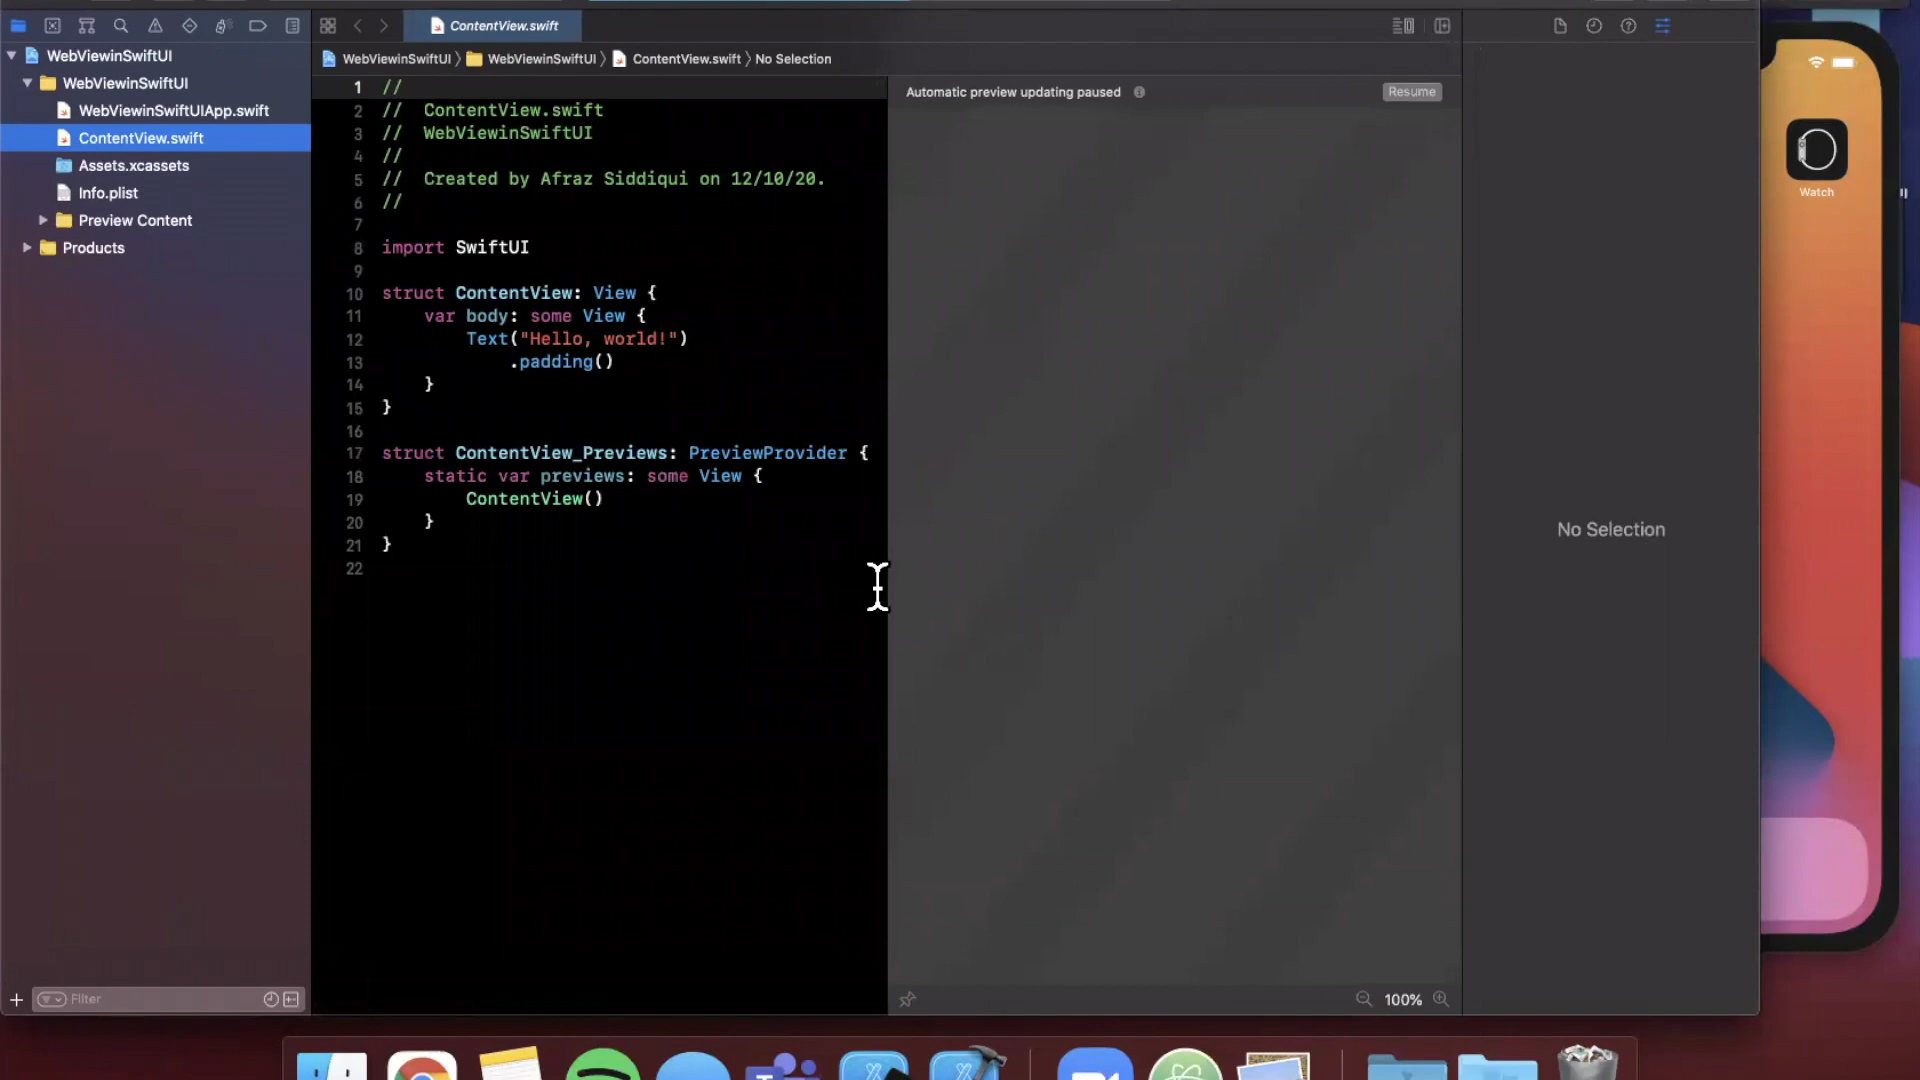 ContentView.swift
WebViewinSwiftUI
WebViewinSwiftUI
WebViewinSwiftUIApp.swift
ContentView.swift
Assets.xcassets
Info.plist
Preview Content
Products
Filter
WebViewinSwiftUI 〉 WebViewinSwiftUI 〉 ContentView.swift 〉 No Selection
1 //
2 //  ContentView.swift
3 //  WebViewinSwiftUI
4 //
5 //  Created by Afraz Siddiqui on 12/10/20.
6 //
7
8 import SwiftUI
9
10 struct ContentView: View {
11     var body: some View {
12         Text("Hello, world!")
13             .padding()
14     }
15 }
16
17 struct ContentView_Previews: PreviewProvider {
18     static var previews: some View {
19         ContentView()
20     }
21 }
22
Automatic preview updating paused
Resume
100%
No Selection
Watch